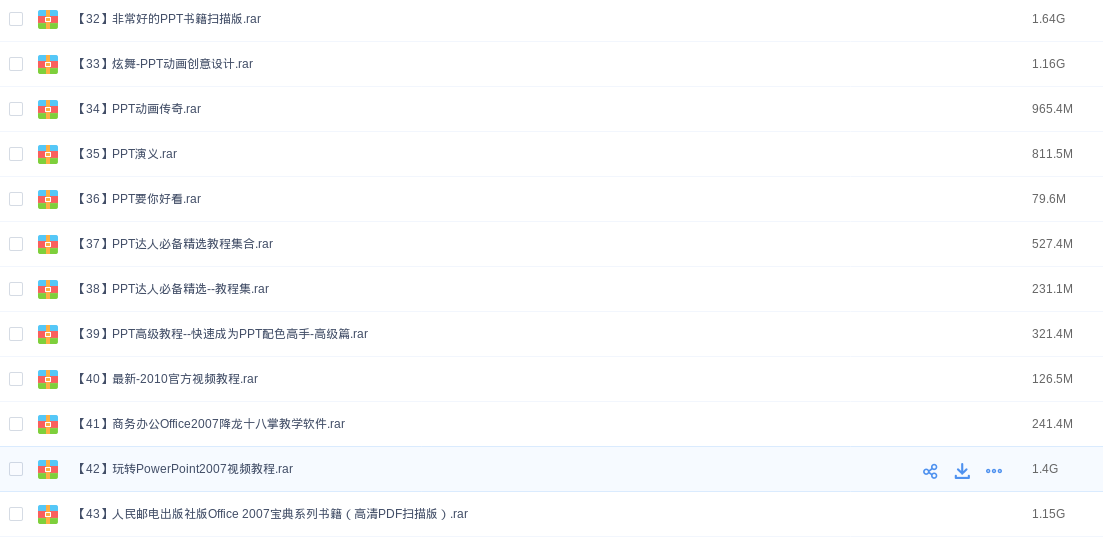 【32】非常好的PPT书籍扫描版.rar 1.64G
【33】炫舞-PPT动画创意设计.rar 1.16G
【34】PPT动画传奇.rar 965.4M
【35】PPT演义.rar 811.5M
【36】PPT要你好看.rar 79.6M
【37】PPT达人必备精选教程集合.rar 527.4M
【38】PPT达人必备精选--教程集.rar 231.1M
【39】PPT高级教程--快速成为PPT配色高手-高级篇.rar 321.4M
【40】最新-2010官方视频教程.rar 126.5M
【41】商务办公Office2007降龙十八掌教学软件.rar 241.4M
【42】玩转PowerPoint2007视频教程.rar 1.4G
【43】人民邮电出版社版Office 2007宝典系列书籍（高清PDF扫描版）.rar 1.15G